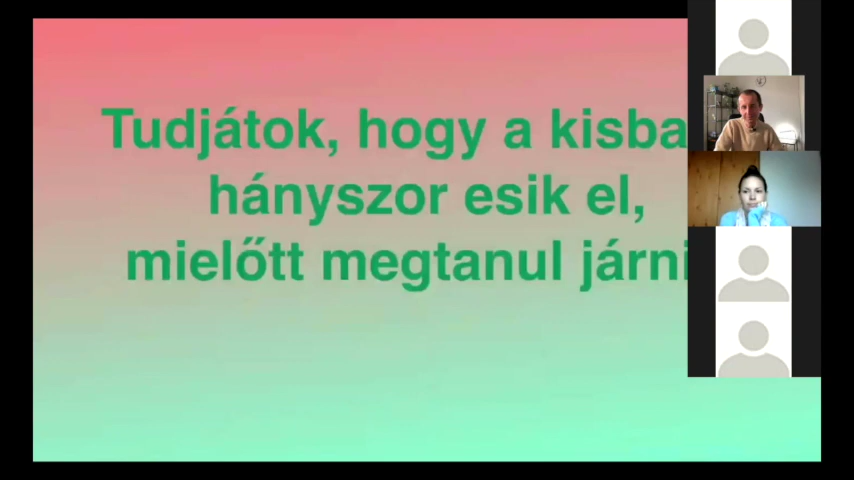 Tudjátok, hogy a kisba
hányszor esik el,
mielőtt megtanul járni